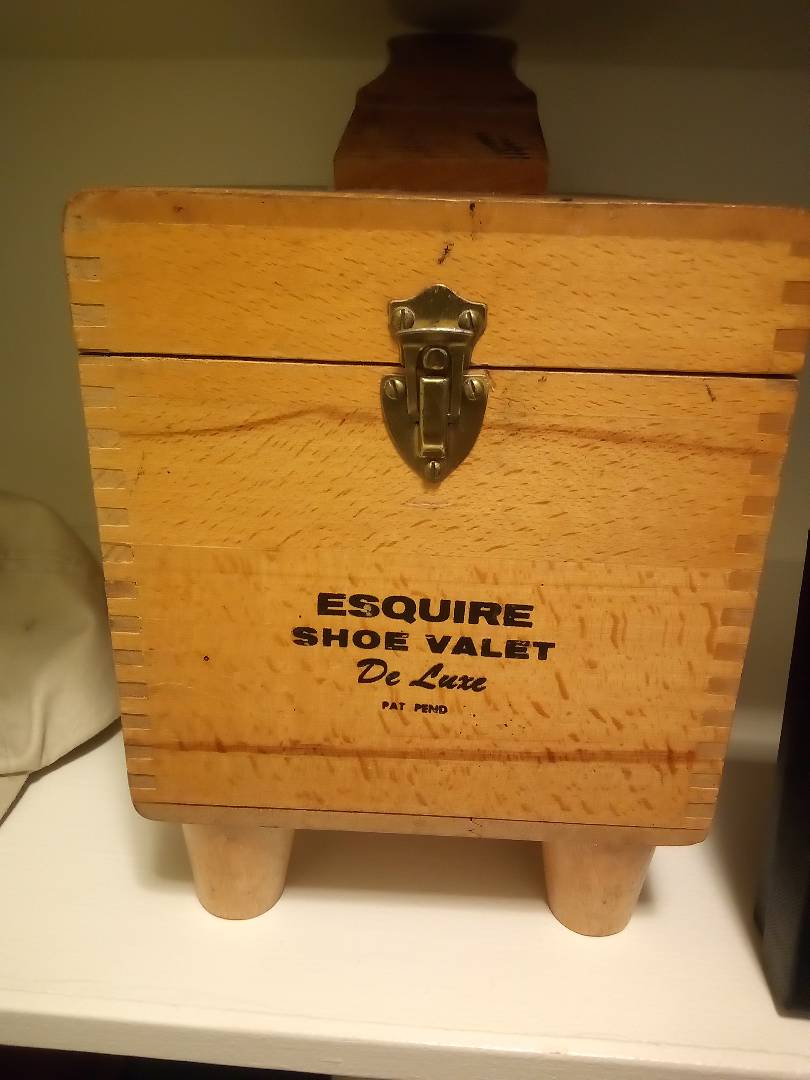 ESQUIRE
SHOE VALET
De Luxe
PAT PEND